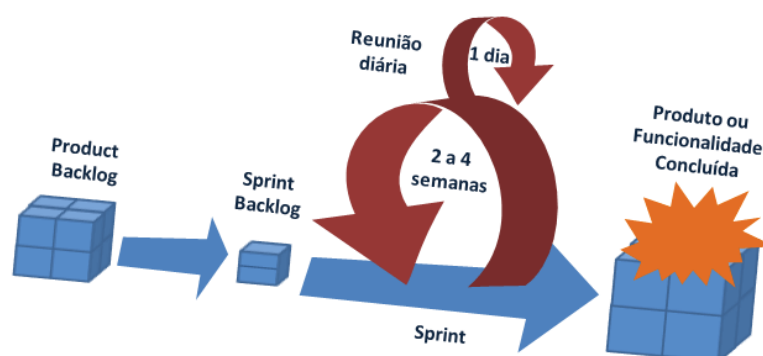 Product
Backlog
Sprint
Backlog
Reunião
diária
1 dia
2 a 4
semanas
Sprint
Produto ou
Funcionalidade
Concluída